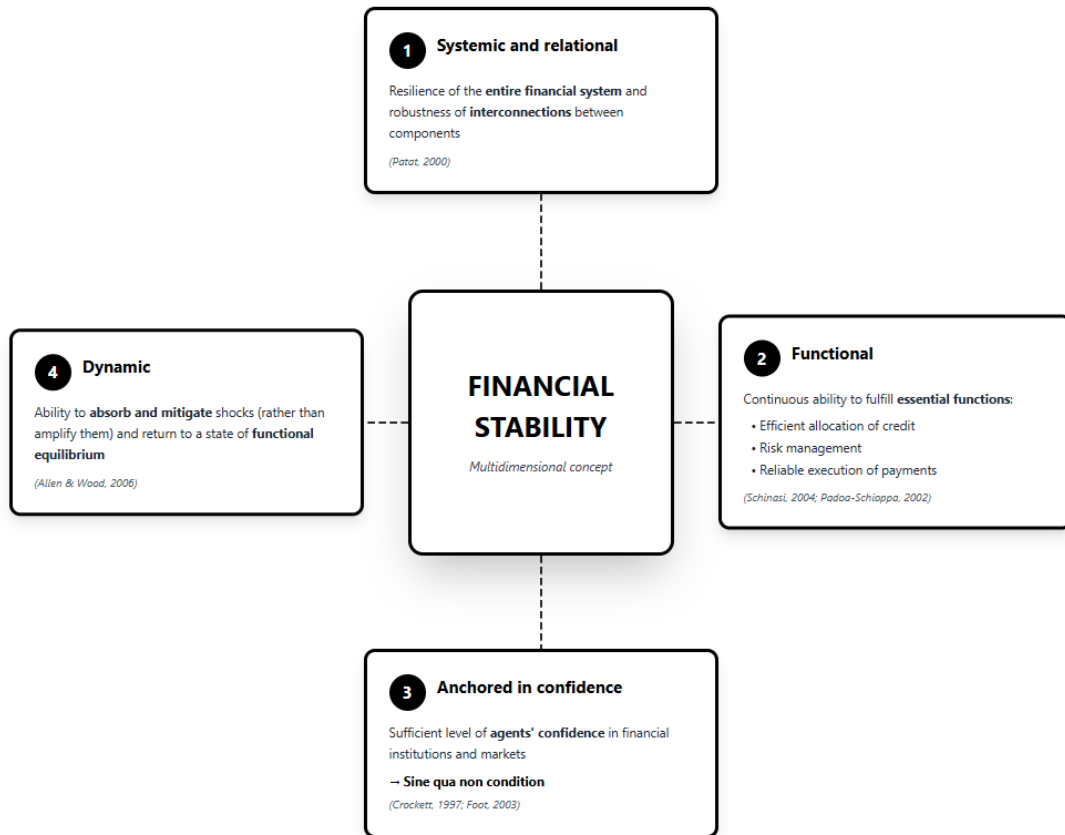 1 Systemic and relational
Resilience of the entire financial system and
robustness of interconnections between
components
(Patat, 2000)
FINANCIAL
STABILITY
Multidimensional concept
2 Functional
Continuous ability to fulfill essential functions:
• Efficient allocation of credit
• Risk management
• Reliable execution of payments
(Schinasi, 2004; Padoa-Schioppa, 2002)
3 Anchored in confidence
Sufficient level of agents' confidence in financial
institutions and markets
→ Sine qua non condition
(Crockett, 1997; Foot, 2003)
4 Dynamic
Ability to absorb and mitigate shocks (rather than
amplify them) and return to a state of functional
equilibrium
(Allen & Wood, 2006)